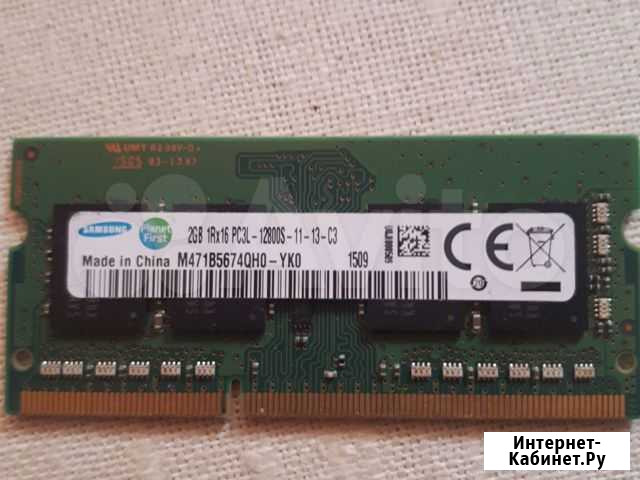 SAMSUNG
Planet First
2GB 1Rx16 PC3L-12800S-11-13-C3
Made in China M471B5674QH0-YK0 1509
CE
Avito
Интернет-
Кабинет.Ру